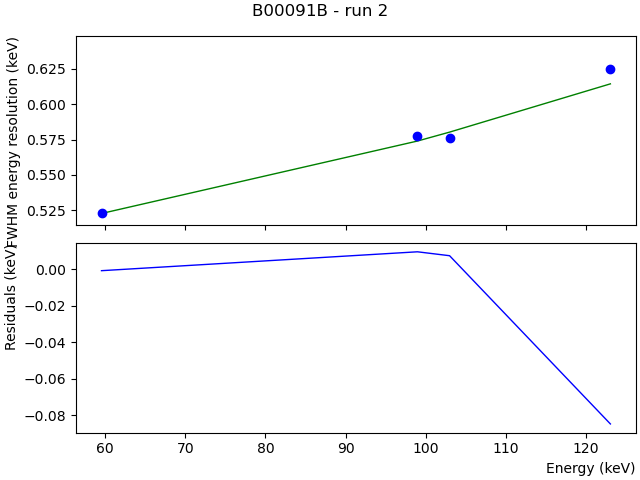 B00091B - run 2
FWHM energy resolution (keV)
0.625
0.600
0.575
0.550
0.525
Residuals (keV)
0.00
−0.02
−0.04
−0.06
−0.08
60 70 80 90 100 110 120
Energy (keV)